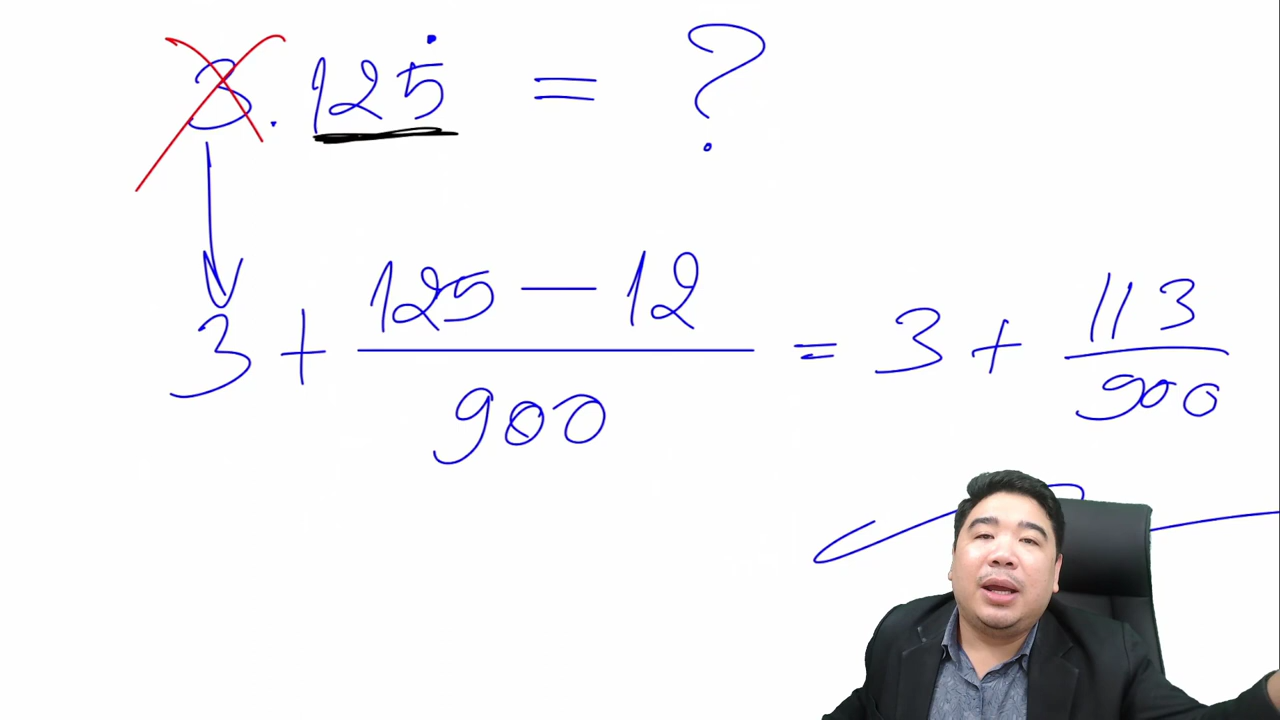 3.125̇ = ?
3 + (125 − 12)/900 = 3 + 113/900